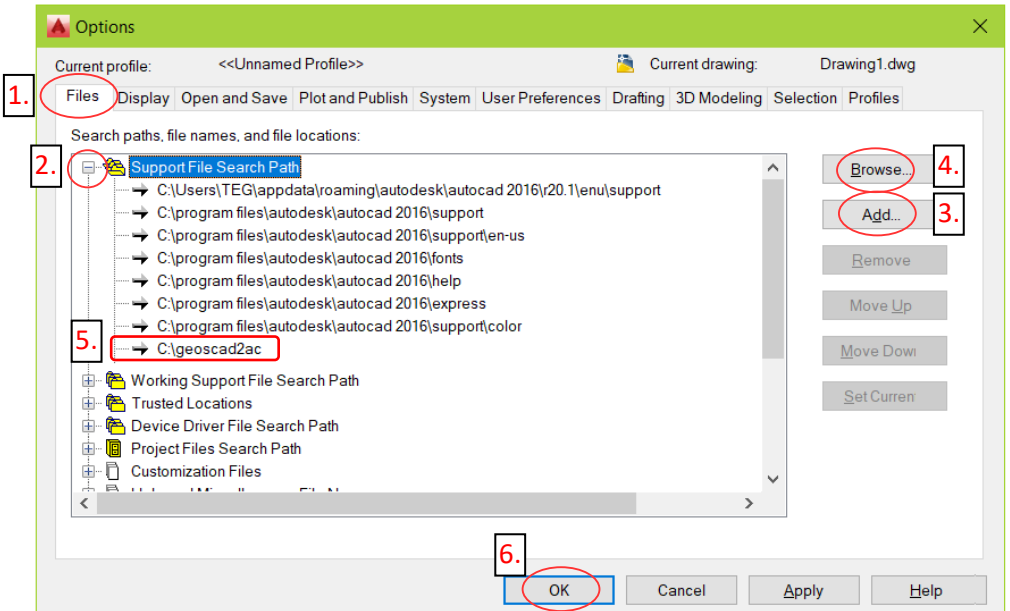 Options
Current profile: <<Unnamed Profile>> Current drawing: Drawing1.dwg
1. Files Display Open and Save Plot and Publish System User Preferences Drafting 3D Modeling Selection Profiles
Search paths, file names, and file locations:
2. Support File Search Path Browse... 4.
C:\Users\TEG\appdata\roaming\autodesk\autocad 2016\r20.1\enu\support
C:\program files\autodesk\autocad 2016\support Add... 3.
C:\program files\autodesk\autocad 2016\support\en-us
C:\program files\autodesk\autocad 2016\fonts Remove
C:\program files\autodesk\autocad 2016\help
C:\program files\autodesk\autocad 2016\express Move Up
C:\program files\autodesk\autocad 2016\support\color
5. C:\geoscad2ac Move Dow
Working Support File Search Path
Trusted Locations Set Curren
Device Driver File Search Path
Project Files Search Path
Customization Files
6. OK Cancel Apply Help